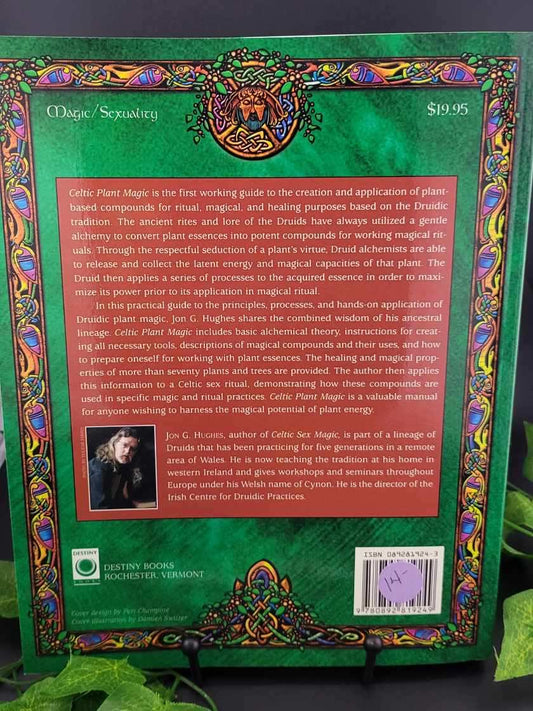 Magic/Sexuality
$19.95
Celtic Plant Magic is the first working guide to the creation and application of plant-
based compounds for ritual, magical, and healing purposes based on the Druidic
tradition. The ancient rites and lore of the Druids have always utilized a gentle
alchemy to convert plant essences into potent compounds for working magical rit-
uals. Through the respectful seduction of a plant's virtue, Druid alchemists are able
to release and collect the latent energy and magical capacities of that plant. The
Druid then applies a series of processes to the acquired essence in order to maxi-
mize its power prior to its application in magical ritual.
In this practical guide to the principles, processes, and hands-on application of
Druidic plant magic, Jon G. Hughes shares the combined wisdom of his ancestral
lineage. Celtic Plant Magic includes basic alchemical theory, instructions for creat-
ing all necessary tools, descriptions of magical compounds and their uses, and how
to prepare oneself for working with plant essences. The healing and magical prop-
erties of more than seventy plants and trees are provided. The author then applies
this information to a Celtic sex ritual, demonstrating how these compounds are
used in specific magic and ritual practices. Celtic Plant Magic is a valuable manual
for anyone wishing to harness the magical potential of plant energy.
Jon G. Hughes, author of Celtic Sex Magic, is part of a lineage of
Druids that has been practicing for five generations in a remote
area of Wales. He is now teaching the tradition at his home in
western Ireland and gives workshops and seminars throughout
Europe under his Welsh name of Cynon. He is the director of the
Irish Centre for Druidic Practices.
DESTINY
DESTINY BOOKS
ROCHESTER, VERMONT
Cover design by Peri Champine
Cover illustration by Damien Switzer
ISBN 089281924-3
14/-
9 780892 819249